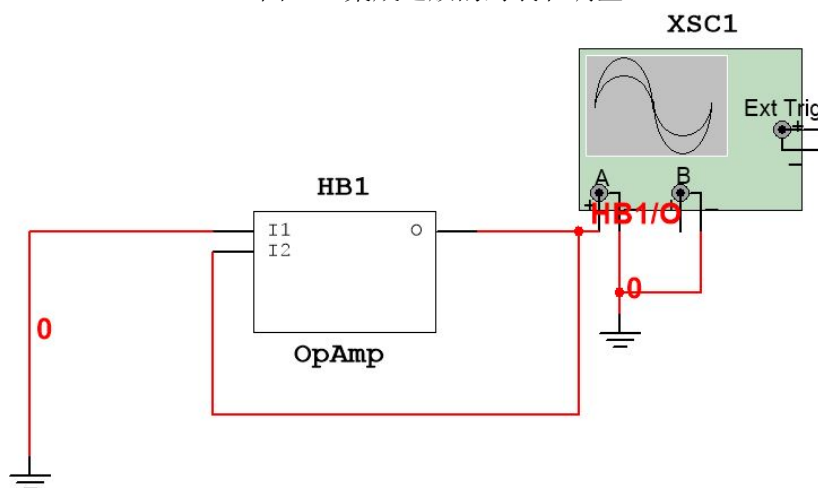 XSC1
Ext Trig
+
A
B
HB1/O
HB1
I1
O
I2
0
0
OpAmp